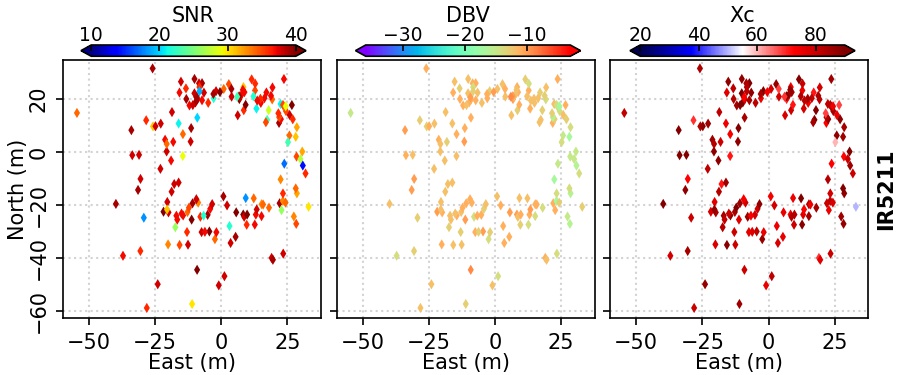 SNR DBV Xc
10 20 30 40 −30 −20 −10 20 40 60 80
North (m)
20
0
−20
−40
−60
−50 −25 0 25 −50 −25 0 25 −50 −25 0 25
East (m) East (m) East (m)
IR5211